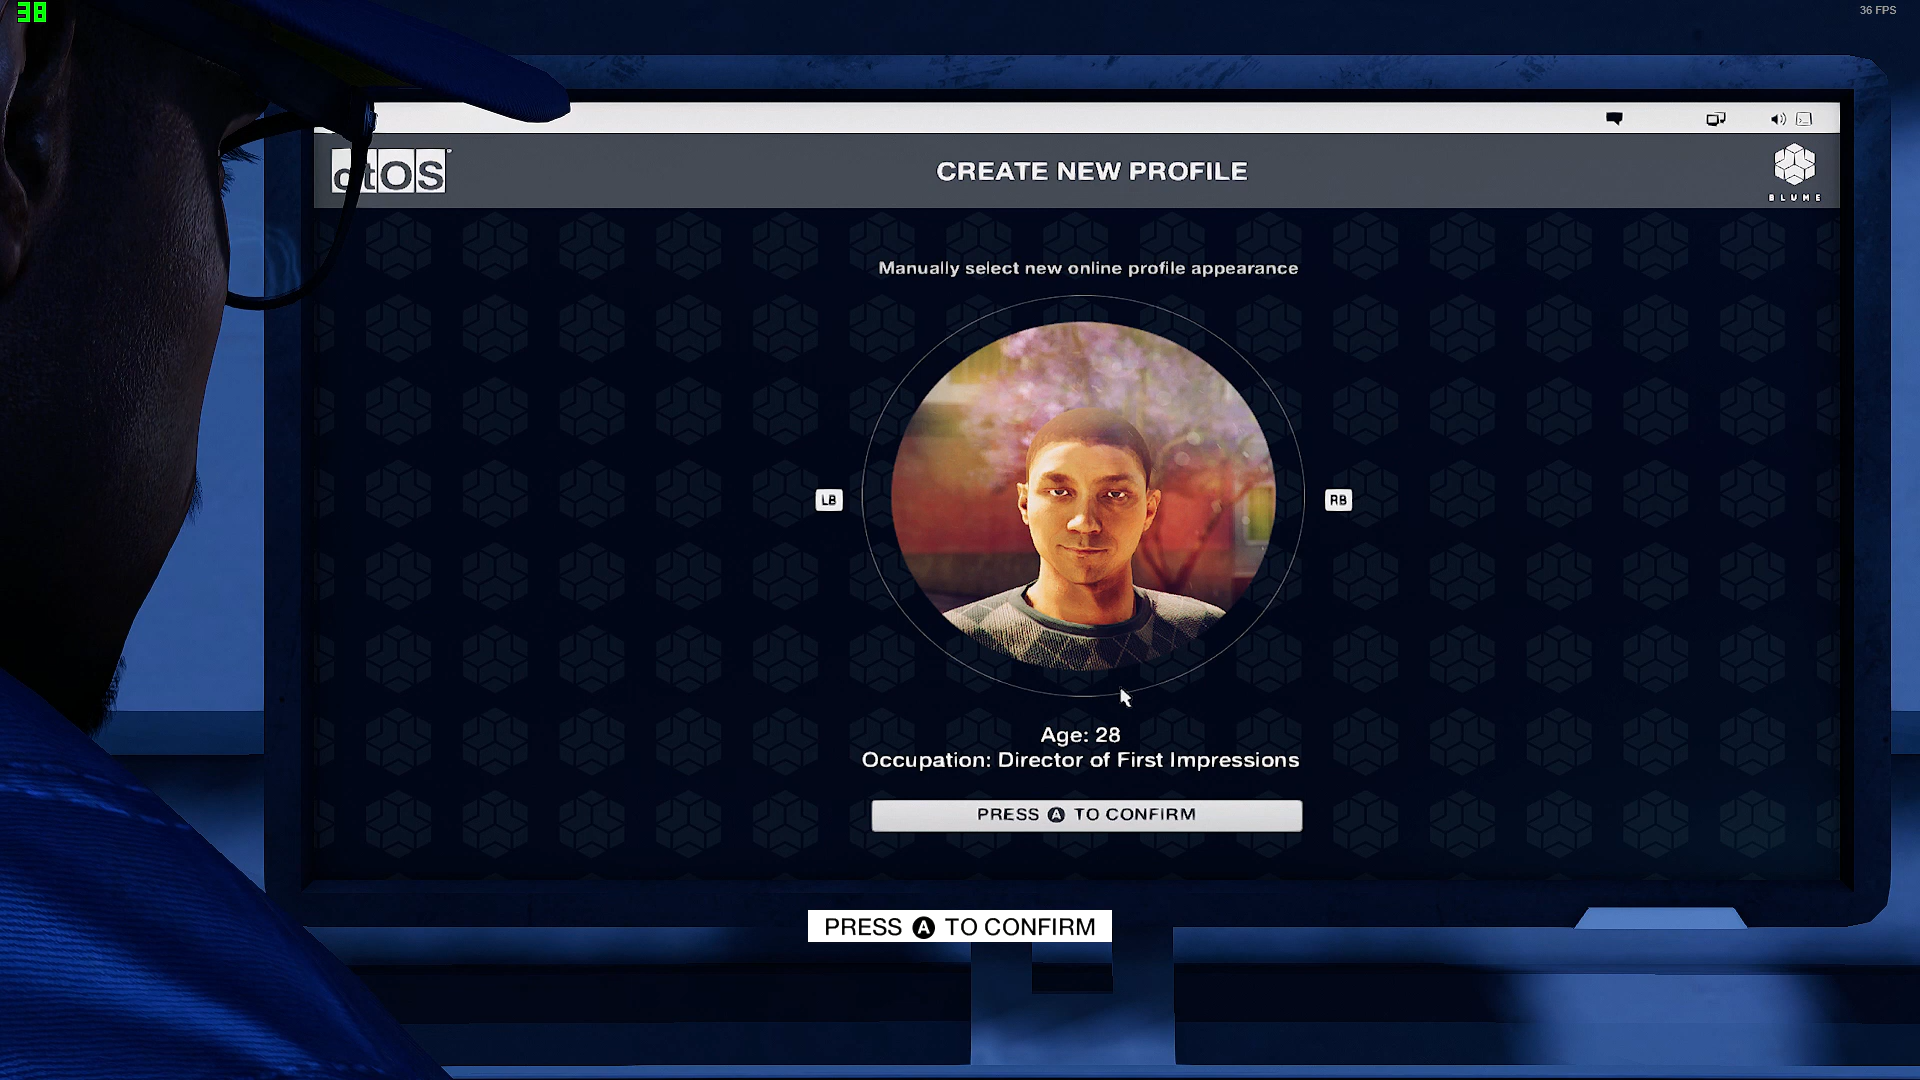 38
36 FPS
ctOS
CREATE NEW PROFILE
BLUME
Manually select new online profile appearance
LB
RB
Age: 28
Occupation: Director of First Impressions
PRESS A TO CONFIRM
PRESS A TO CONFIRM